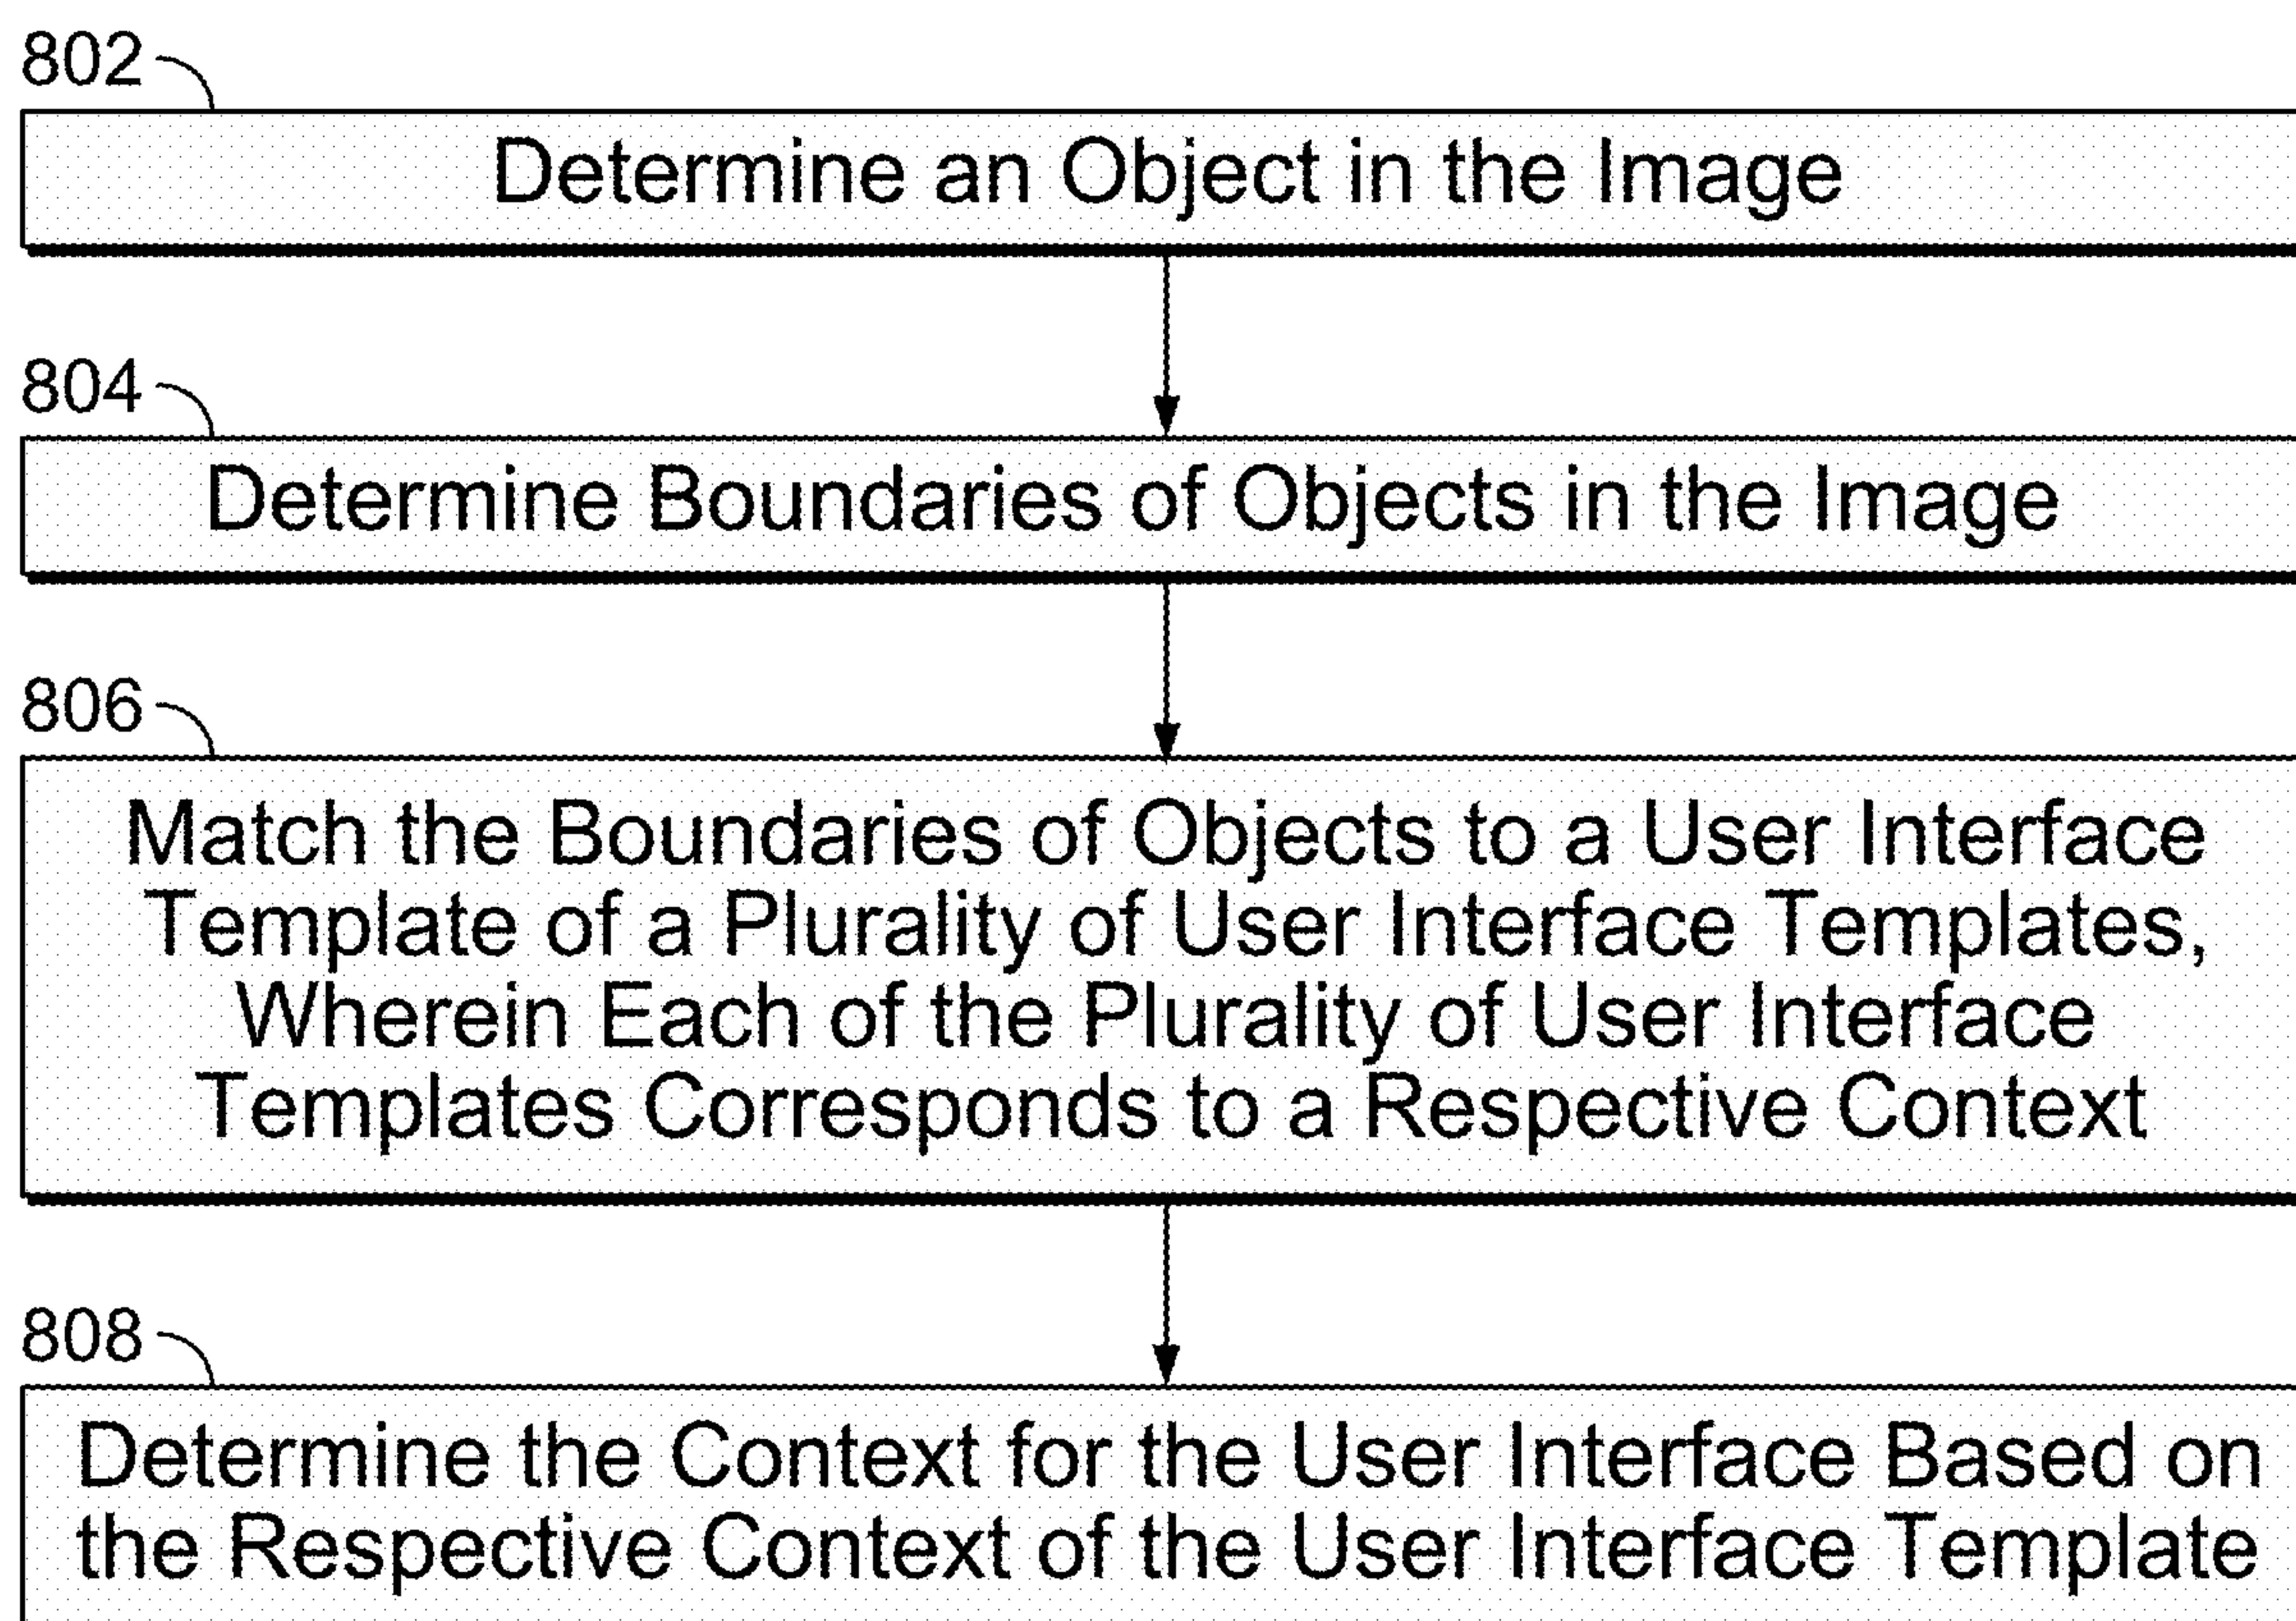 802
Determine an Object in the Image
804
Determine Boundaries of Objects in the Image
806
Match the Boundaries of Objects to a User Interface
Template of a Plurality of User Interface Templates,
Wherein Each of the Plurality of User Interface
Templates Corresponds to a Respective Context
808
Determine the Context for the User Interface Based on
the Respective Context of the User Interface Template